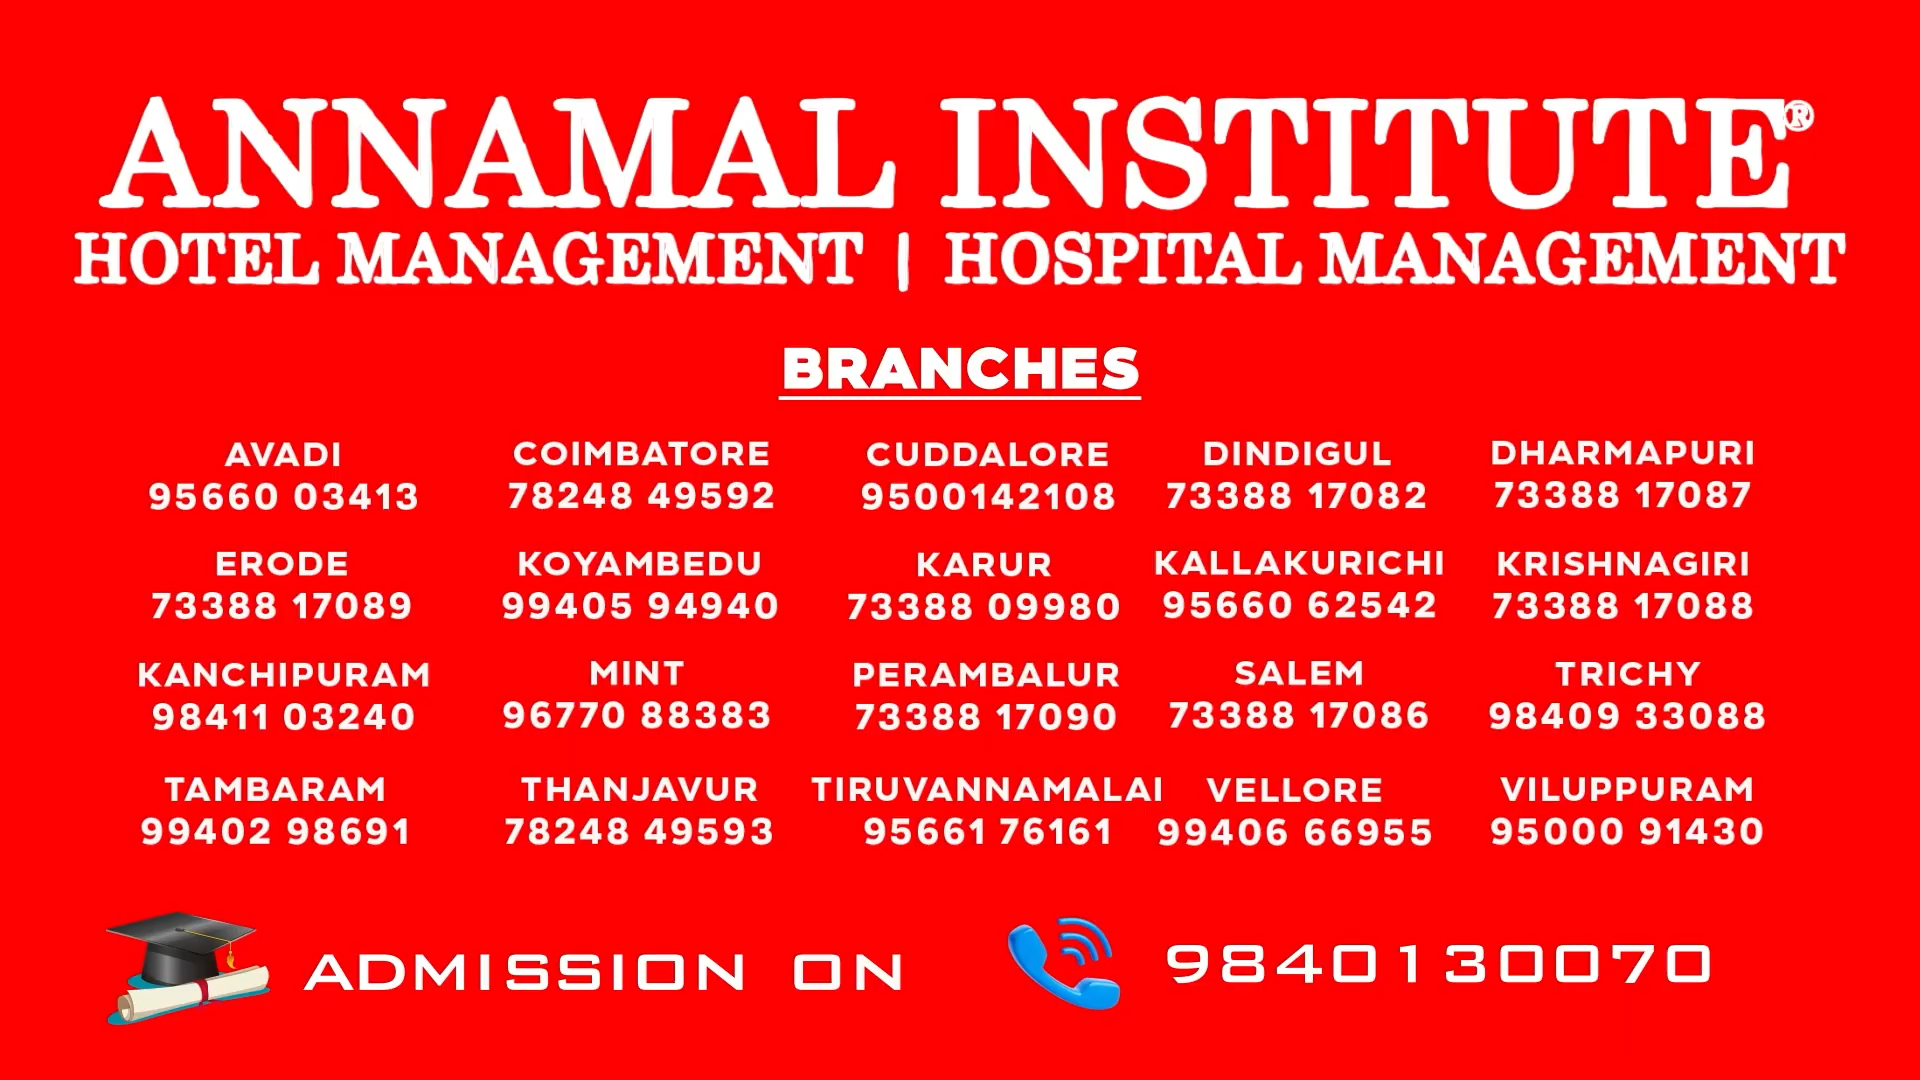 ANNAMAL INSTITUTE®
HOTEL MANAGEMENT | HOSPITAL MANAGEMENT
BRANCHES
AVADI COIMBATORE CUDDALORE DINDIGUL DHARMAPURI
95660 03413 78248 49592 9500142108 73388 17082 73388 17087
ERODE KOYAMBEDU KARUR KALLAKURICHI KRISHNAGIRI
73388 17089 99405 94940 73388 09980 95660 62542 73388 17088
KANCHIPURAM MINT PERAMBALUR SALEM TRICHY
98411 03240 96770 88383 73388 17090 73388 17086 98409 33088
TAMBARAM THANJAVUR TIRUVANNAMALAI VELLORE VILUPPURAM
99402 98691 78248 49593 95661 76161 99406 66955 95000 91430
ADMISSION ON 9840130070